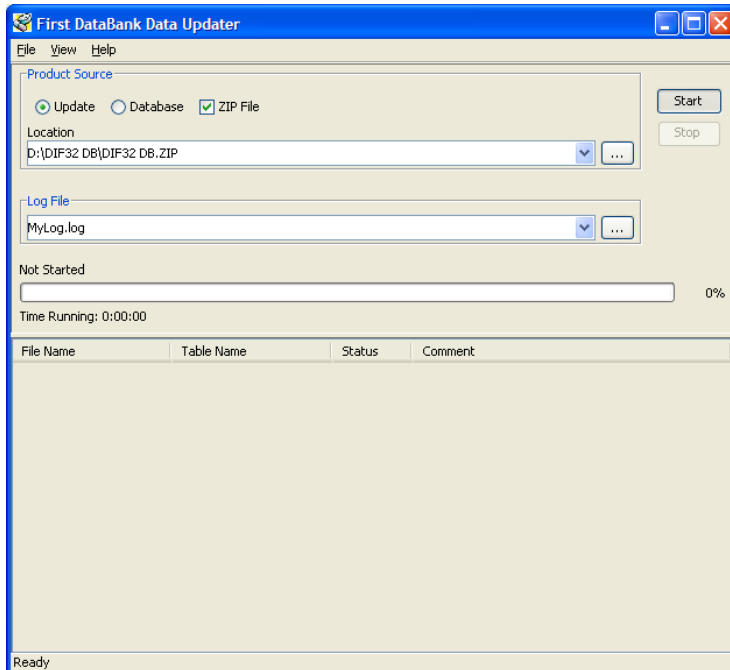 First DataBank Data Updater
File View Help
Product Source
Update Database ZIP File
Start
Location
Stop
D:\DIF32 DB\DIF32 DB.ZIP ...
Log File
MyLog.log ...
Not Started
0%
Time Running: 0:00:00
File Name Table Name Status Comment
Ready